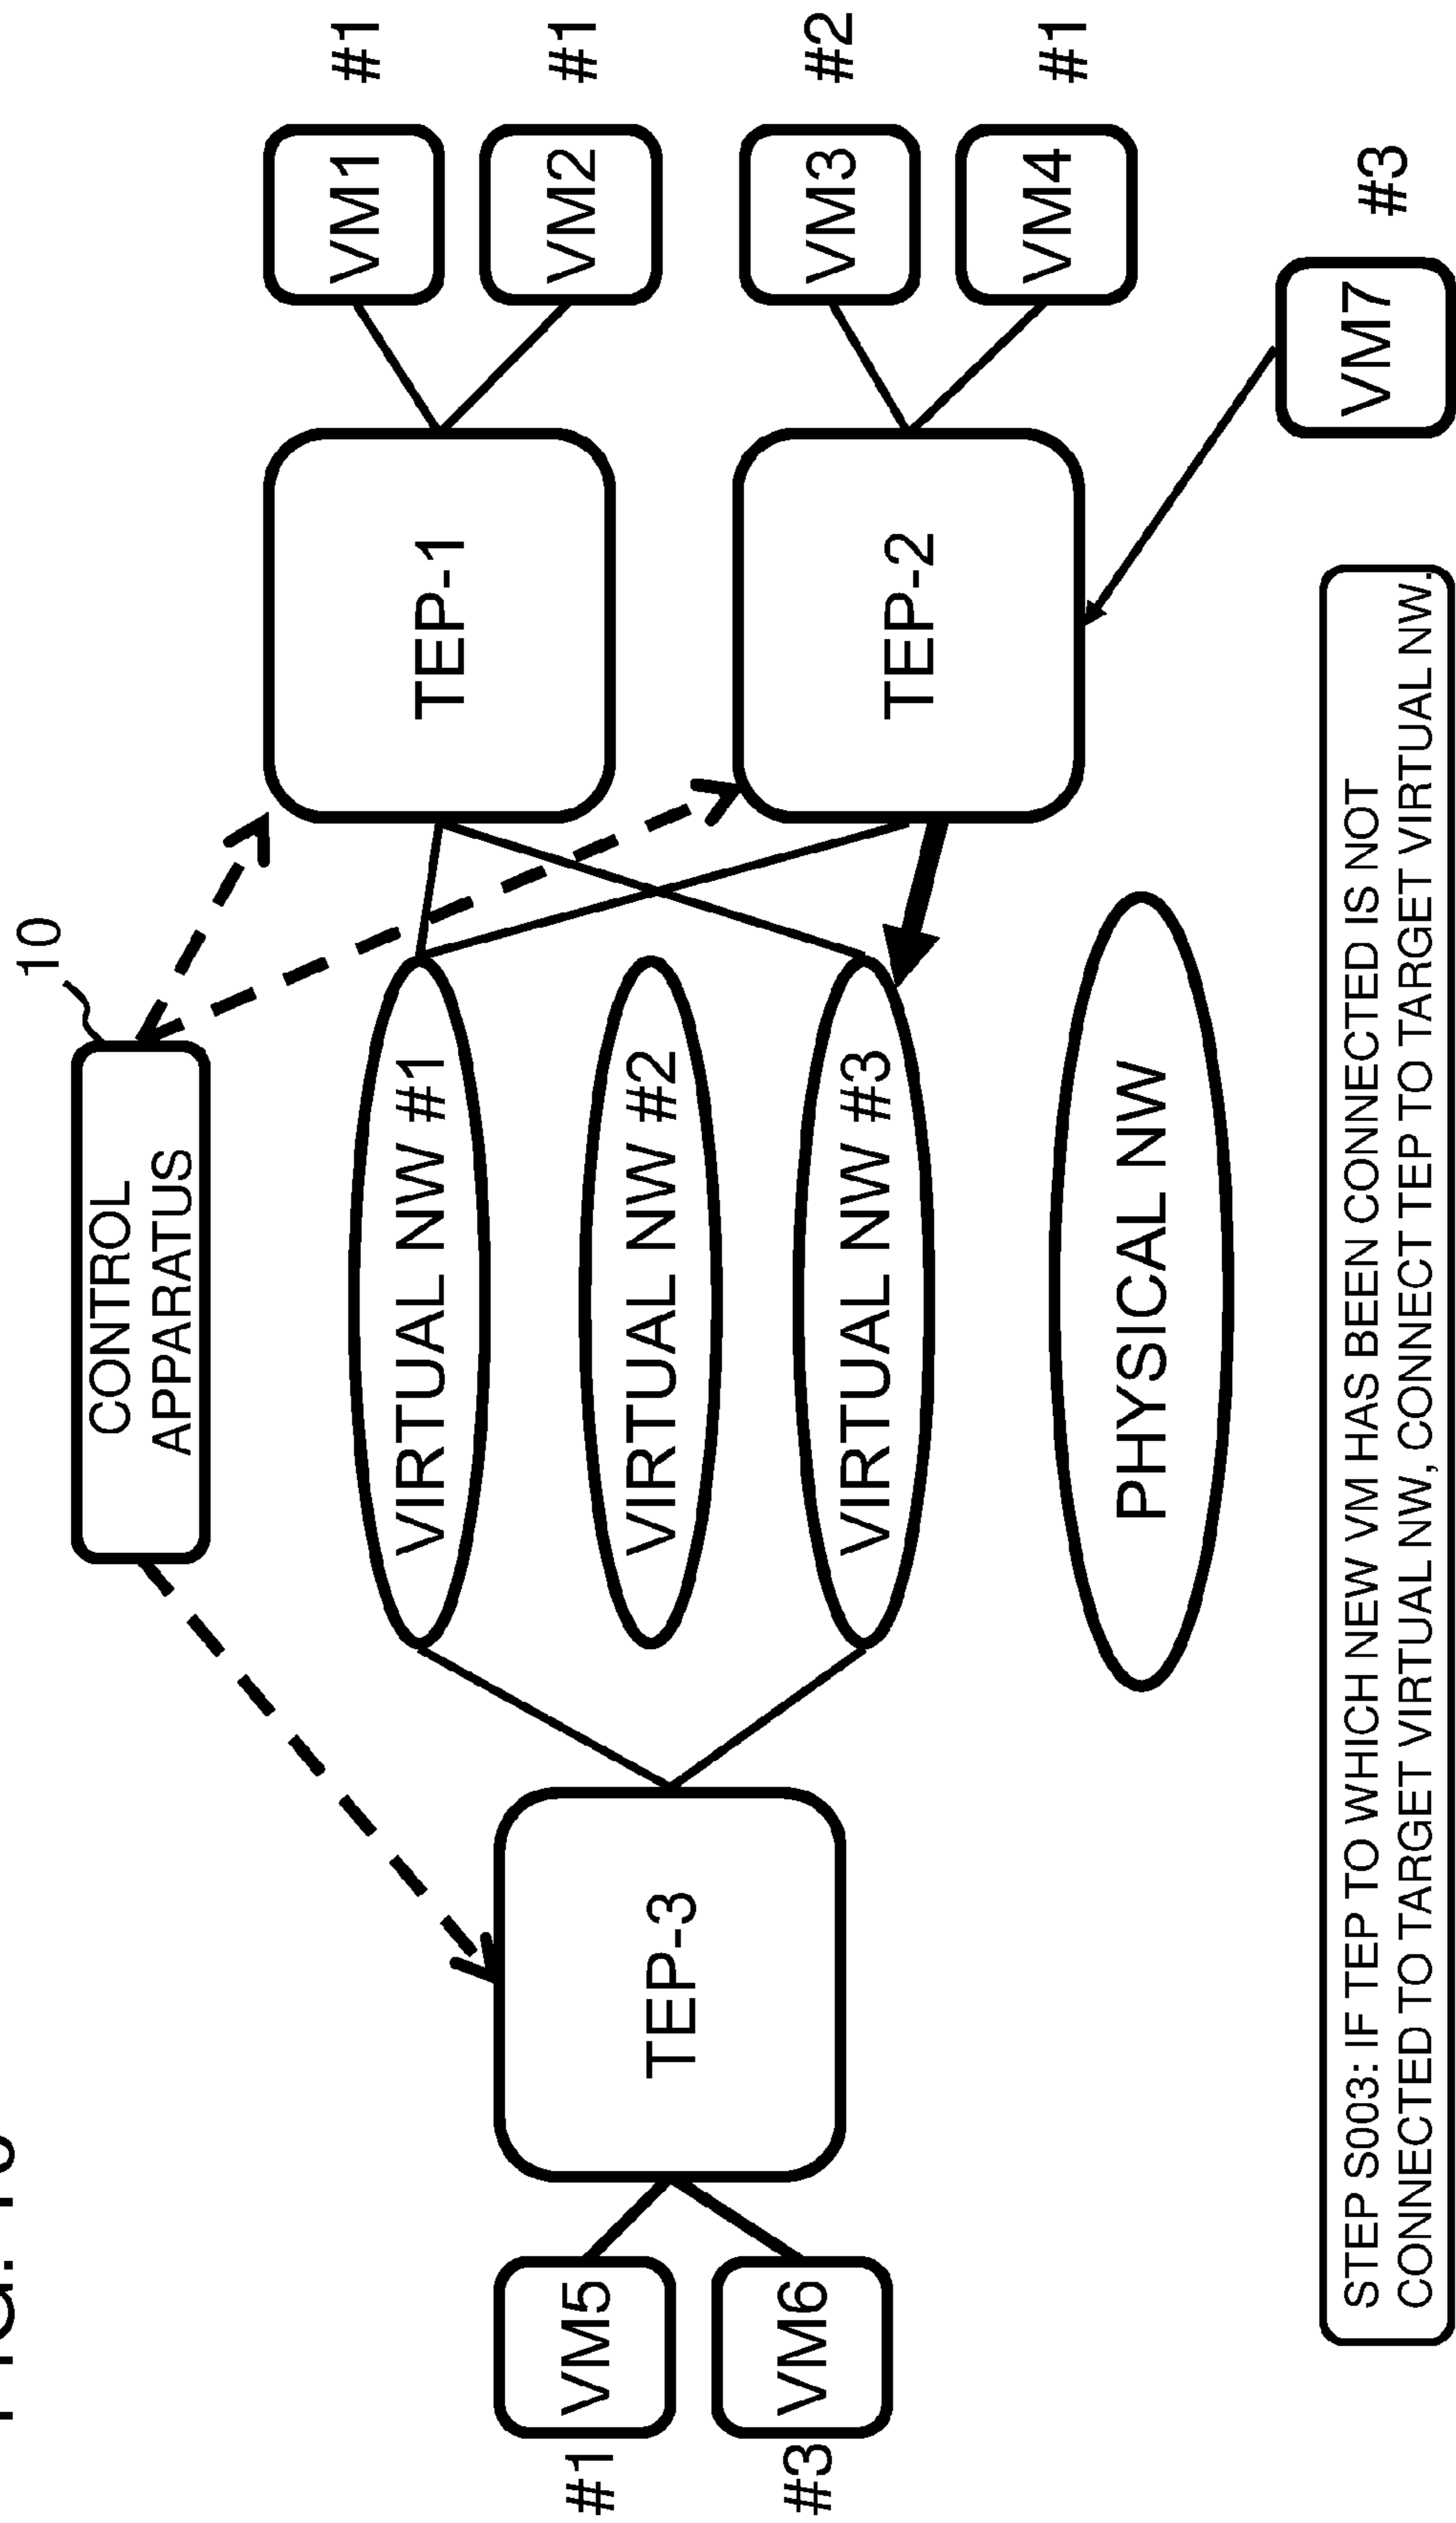 10
CONTROL
APPARATUS
#1
VM5
#3
VM6
TEP-3
VIRTUAL NW #1
VIRTUAL NW #2
VIRTUAL NW #3
PHYSICAL NW
TEP-1
TEP-2
VM1
#1
VM2
#1
VM3
#2
VM4
#1
VM7
#3
STEP S003: IF TEP TO WHICH NEW VM HAS BEEN CONNECTED IS NOT
CONNECTED TO TARGET VIRTUAL NW, CONNECT TEP TO TARGET VIRTUAL NW.